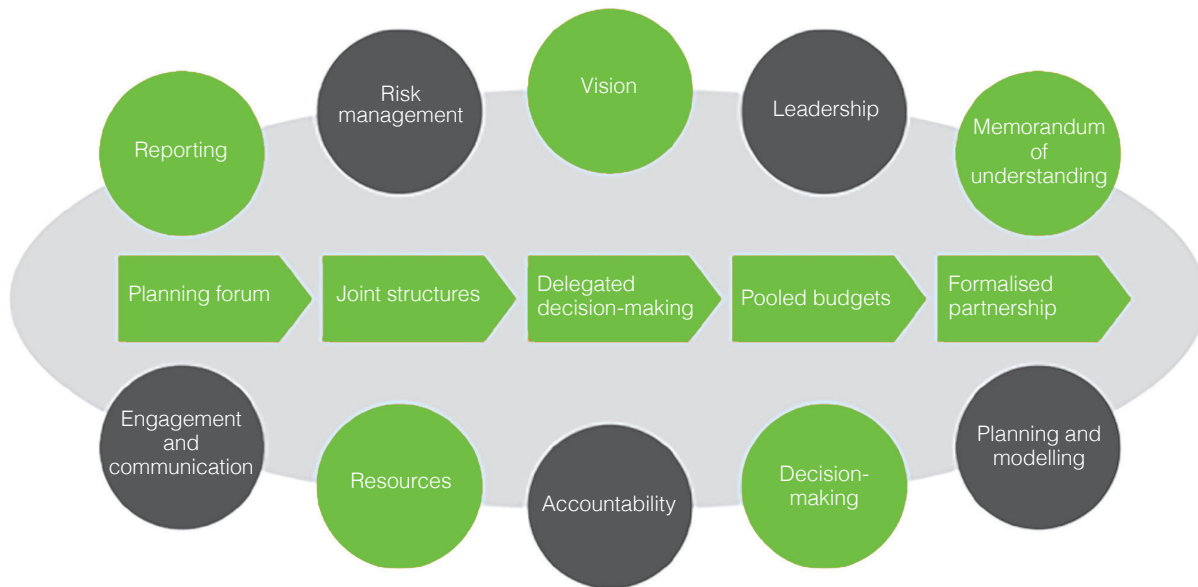 Reporting
Risk
management
Vision
Leadership
Memorandum
of
understanding
Planning forum
Joint structures
Delegated
decision-making
Pooled budgets
Formalised
partnership
Engagement
and
communication
Resources
Accountability
Decision-
making
Planning and
modelling